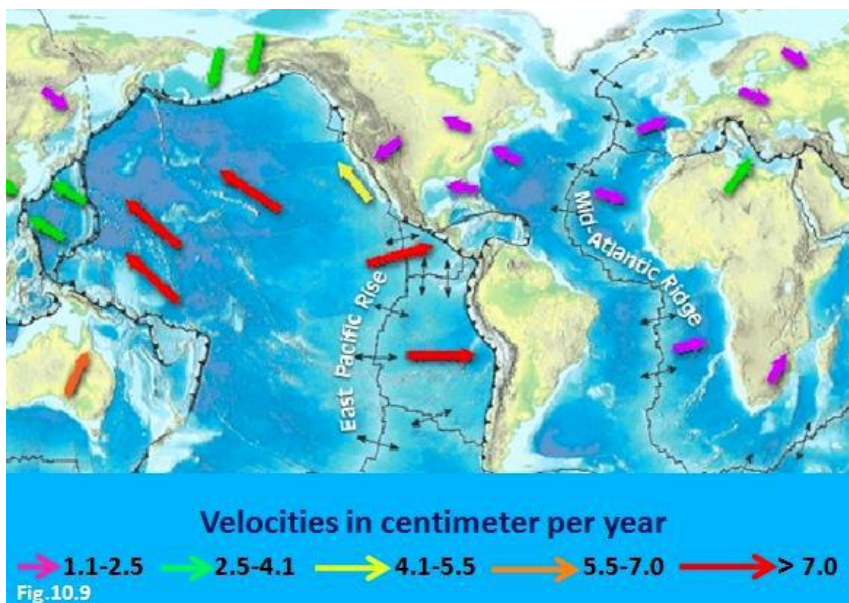 Mid-Atlantic Ridge
East Pacific Rise
Velocities in centimeter per year
1.1-2.5 2.5-4.1 4.1-5.5 5.5-7.0 > 7.0
Fig.10.9